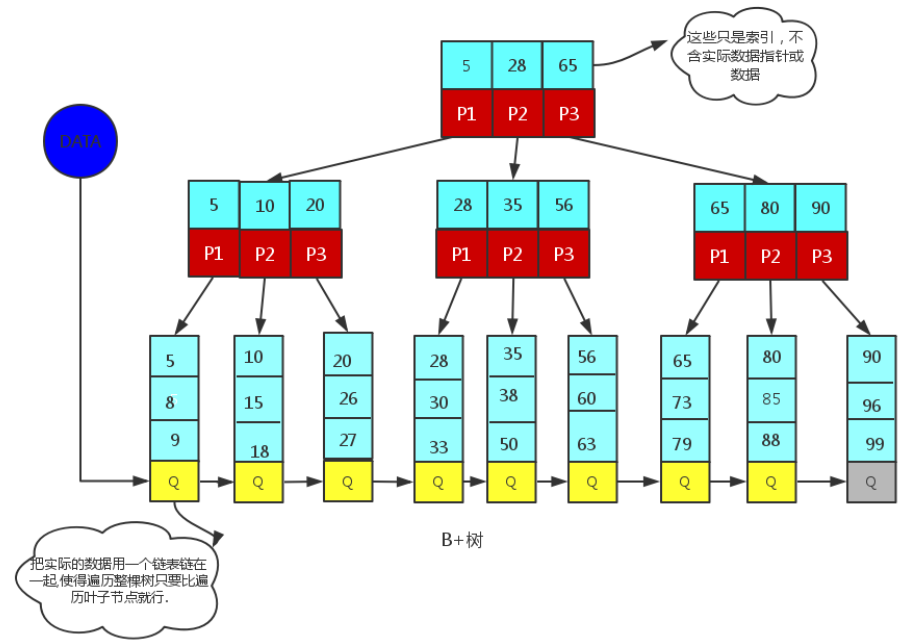 这些只是索引，不
含实际数据指针或
数据
5 28 65
P1 P2 P3
DATA
5 10 20
P1 P2 P3
28 35 56
P1 P2 P3
65 80 90
P1 P2 P3
5
8
9
Q
10
15
18
Q
20
26
27
Q
28
30
33
Q
35
38
50
Q
56
60
63
Q
65
73
79
Q
80
85
88
Q
90
96
99
Q
B+树
把实际的数据用一个链表链在
一起,使得遍历整棵树只要比遍
历叶子节点就行.